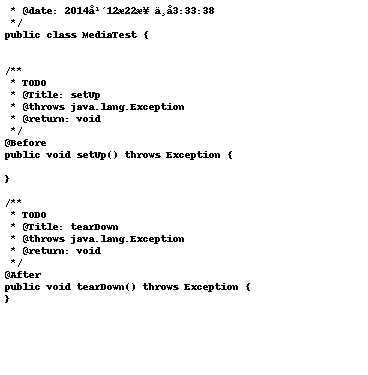 * @date: 2014å¹´12æ22æ¥ ä¸å3:33:38
*/
public class MediaTest {
/**
* TODO
* @Title: setUp
* @throws java.lang.Exception
* @return: void
*/
@Before
public void setUp() throws Exception {
}
/**
* TODO
* @Title: tearDown
* @throws java.lang.Exception
* @return: void
*/
@After
public void tearDown() throws Exception {
}